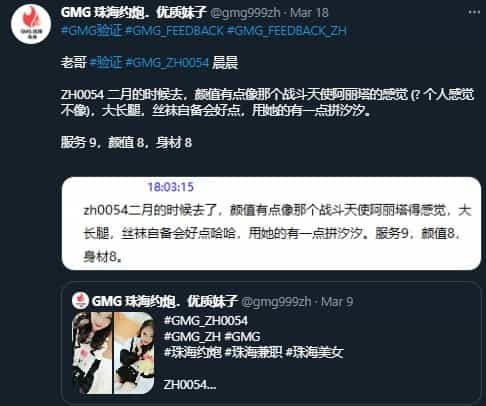 GMG 珠海约炮．优质妹子 @gmg999zh · Mar 18
#GMG验证 #GMG_FEEDBACK #GMG_FEEDBACK_ZH
老哥 #验证 #GMG_ZH0054 晨晨
ZH0054 二月的时候去，颜值有点像那个战斗天使阿丽塔的感觉 (? 个人感觉
不像)，大长腿，丝袜自备会好点，用她的有一点拼汐汐。
服务 9，颜值 8，身材 8
18:03:15
zh0054二月的时候去了，颜值有点像那个战斗天使阿丽塔得感觉，大
长腿，丝袜自备会好点哈哈，用她的有一点拼汐汐。服务9，颜值8，
身材8。
GMG 珠海约炮．优质妹子 @gmg999zh · Mar 9
#GMG_ZH0054
#GMG_ZH #GMG
#珠海约炮 #珠海兼职 #珠海美女
ZH0054...